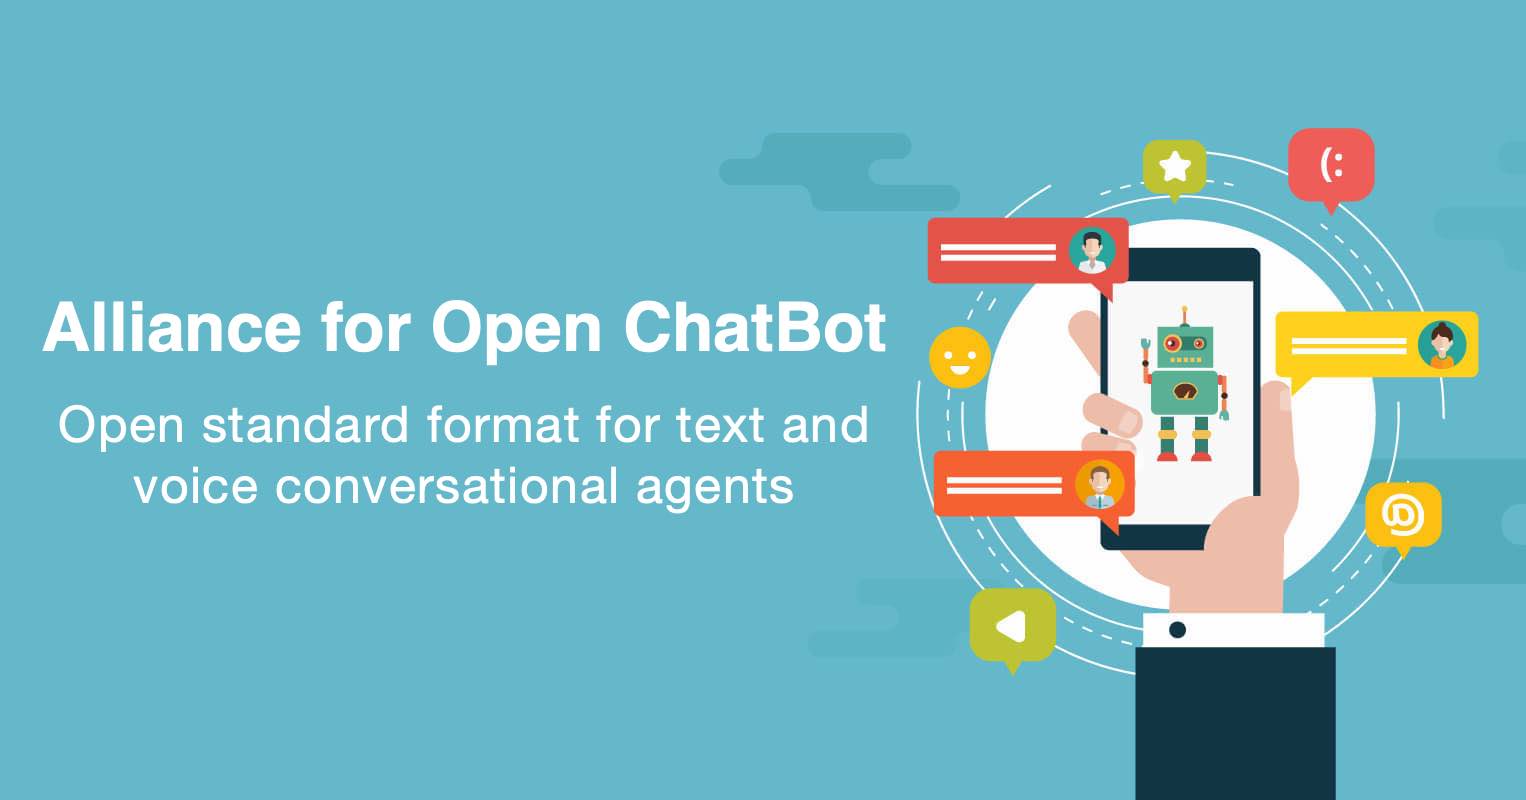 Alliance for Open ChatBot
Open standard format for text and
voice conversational agents
(:
@